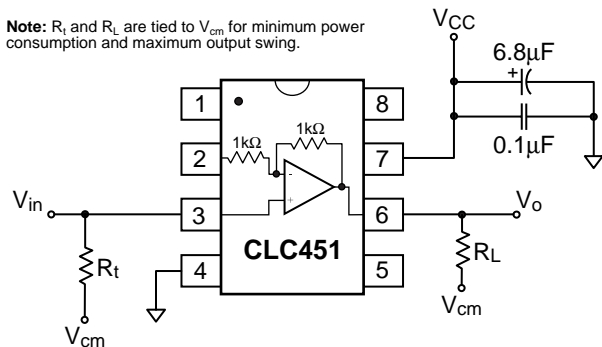 Note: Rt and RL are tied to Vcm for minimum power
consumption and maximum output swing.
VCC
6.8μF
+
0.1μF
1
8
1kΩ
1kΩ
2
7
-
+
Vin
3
6
Vo
CLC451
Rt
4
5
RL
Vcm
Vcm